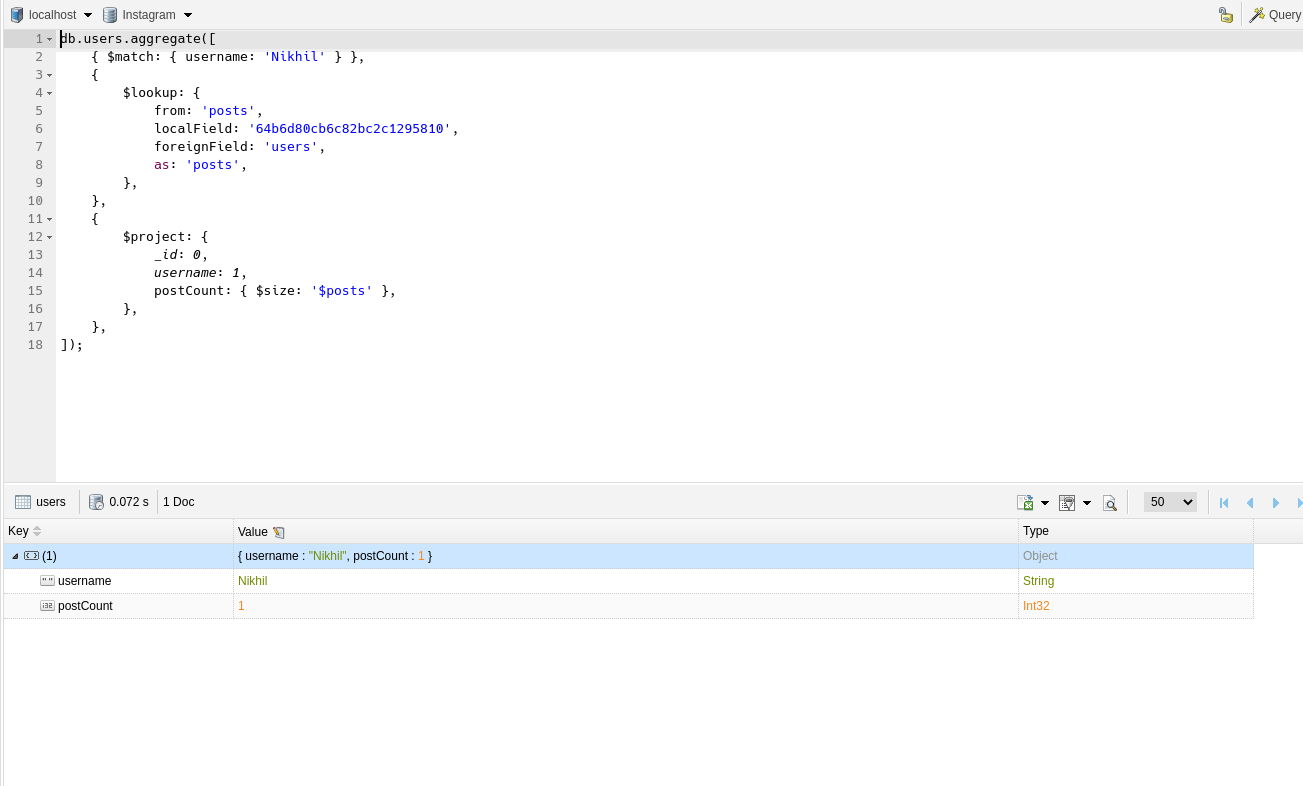 localhost Instagram Query
1 db.users.aggregate([
2 { $match: { username: 'Nikhil' } },
3 {
4 $lookup: {
5 from: 'posts',
6 localField: '64b6d80cb6c82bc2c1295810',
7 foreignField: 'users',
8 as: 'posts',
9 },
10 },
11 {
12 $project: {
13 _id: 0,
14 username: 1,
15 postCount: { $size: '$posts' },
16 },
17 },
18 ]);
users 0.072 s 1 Doc 50
Key Value Type
(1) { username : "Nikhil", postCount : 1 } Object
" " username Nikhil String
i32 postCount 1 Int32